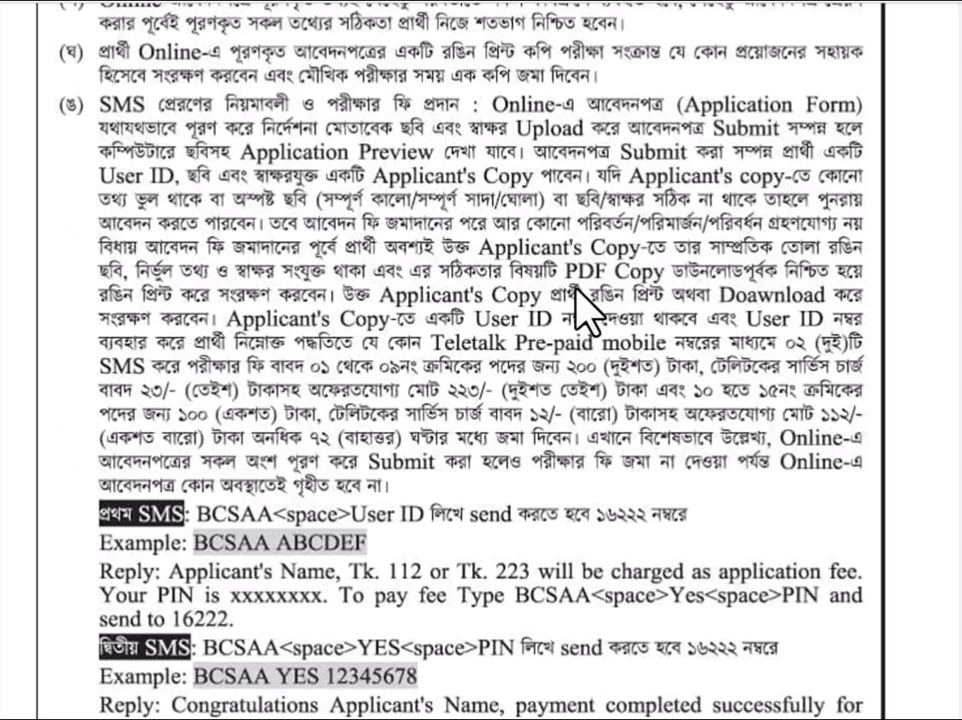 করার পূর্বেই পূরণকৃত সকল তথ্যের সঠিকতা প্রার্থী নিজে শতভাগ নিশ্চিত হবেন।
(ঘ) প্রার্থী Online-এ পূরণকৃত আবেদনপত্রের একটি রঙিন প্রিন্ট কপি পরীক্ষা সংক্রান্ত যে কোন প্রয়োজনের সহায়ক
হিসেবে সংরক্ষণ করবেন এবং মৌখিক পরীক্ষার সময় এক কপি জমা দিবেন।
(ঙ) SMS প্রেরণের নিয়মাবলী ও পরীক্ষার ফি প্রদান : Online-এ আবেদনপত্র (Application Form)
যথাযথভাবে পূরণ করে নির্দেশনা মোতাবেক ছবি এবং স্বাক্ষর Upload করে আবেদনপত্র Submit সম্পন্ন হলে
কম্পিউটারে ছবিসহ Application Preview দেখা যাবে। আবেদনপত্র Submit করা সম্পন্ন প্রার্থী একটি
User ID, ছবি এবং স্বাক্ষরযুক্ত একটি Applicant's Copy পাবেন। যদি Applicant's copy-তে কোনো
তথ্য ভুল থাকে বা অস্পষ্ট ছবি (সম্পূর্ণ কালো/সম্পূর্ণ সাদা/ঘোলা) বা ছবি/স্বাক্ষর সঠিক না থাকে তাহলে পুনরায়
আবেদন করতে পারবেন। তবে আবেদন ফি জমাদানের পরে আর কোনো পরিবর্তন/পরিমার্জন/পরিবর্ধন গ্রহণযোগ্য নয়
বিধায় আবেদন ফি জমাদানের পূর্বে প্রার্থী অবশ্যই উক্ত Applicant's Copy-তে তার সাম্প্রতিক তোলা রঙিন
ছবি, নির্ভুল তথ্য ও স্বাক্ষর সংযুক্ত থাকা এবং এর সঠিকতার বিষয়টি PDF Copy ডাউনলোডপূর্বক নিশ্চিত হয়ে
রঙিন প্রিন্ট করে সংরক্ষণ করবেন। উক্ত Applicant's Copy প্রার্থী রঙিন প্রিন্ট অথবা Doawnload করে
সংরক্ষণ করবেন। Applicant's Copy-তে একটি User ID দেওয়া থাকবে এবং User ID নম্বর
ব্যবহার করে প্রার্থী নিম্নোক্ত পদ্ধতিতে যে কোন Teletalk Pre-paid mobile নম্বরের মাধ্যমে ০২ (দুই)টি
SMS করে পরীক্ষার ফি বাবদ ০১ থেকে ০৯নং ক্রমিকের পদের জন্য ২০০ (দুইশত) টাকা, টেলিটকের সার্ভিস চার্জ
বাবদ ২৩/- (তেইশ) টাকাসহ অফেরতযোগ্য মোট ২২৩/- (দুইশত তেইশ) টাকা এবং ১০ হতে ১৫নং ক্রমিকের
পদের জন্য ১০০ (একশত) টাকা, টেলিটকের সার্ভিস চার্জ বাবদ ১২/- (বারো) টাকাসহ অফেরতযোগ্য মোট ১১২/-
(একশত বারো) টাকা অনধিক ৭২ (বাহাত্তর) ঘন্টার মধ্যে জমা দিবেন। এখানে বিশেষভাবে উল্লেখ্য, Online-এ
আবেদনপত্রের সকল অংশ পূরণ করে Submit করা হলেও পরীক্ষার ফি জমা না দেওয়া পর্যন্ত Online-এ
আবেদনপত্র কোন অবস্থাতেই গৃহীত হবে না।
প্রথম SMS: BCSAA<space>User ID লিখে send করতে হবে ১৬২২২ নম্বরে
Example: BCSAA ABCDEF
Reply: Applicant's Name, Tk. 112 or Tk. 223 will be charged as application fee.
Your PIN is xxxxxxxx. To pay fee Type BCSAA<space>Yes<space>PIN and
send to 16222.
দ্বিতীয় SMS: BCSAA<space>YES<space>PIN লিখে send করতে হবে ১৬২২২ নম্বরে
Example: BCSAA YES 12345678
Reply: Congratulations Applicant's Name, payment completed successfully for